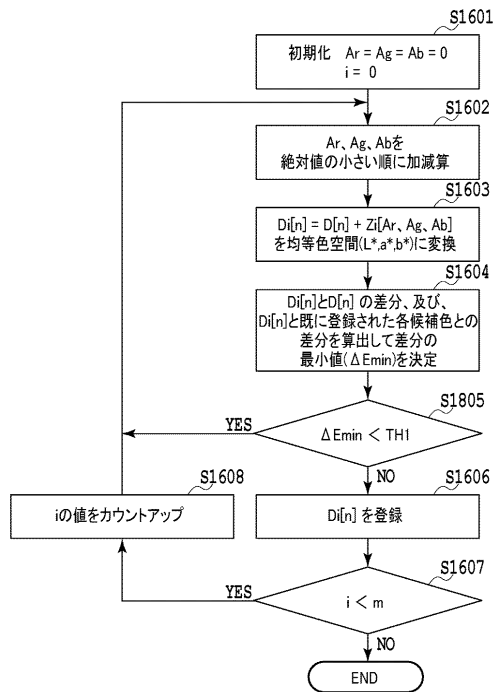 S1601
初期化 Ar = Ag = Ab = 0
i = 0
S1602
Ar、Ag、Abを
絶対値の小さい順に加減算
S1603
Di[n] = D[n] + Zi[Ar、Ag、Ab]
を均等色空間(L*,a*,b*)に変換
S1604
Di[n]とD[n] の差分、及び、
Di[n]と既に登録された各候補色との
差分を算出して差分の
最小値(ΔEmin)を決定
S1805
YES
ΔEmin < TH1
NO
S1608
iの値をカウントアップ
S1606
Di[n] を登録
S1607
YES
i < m
NO
END